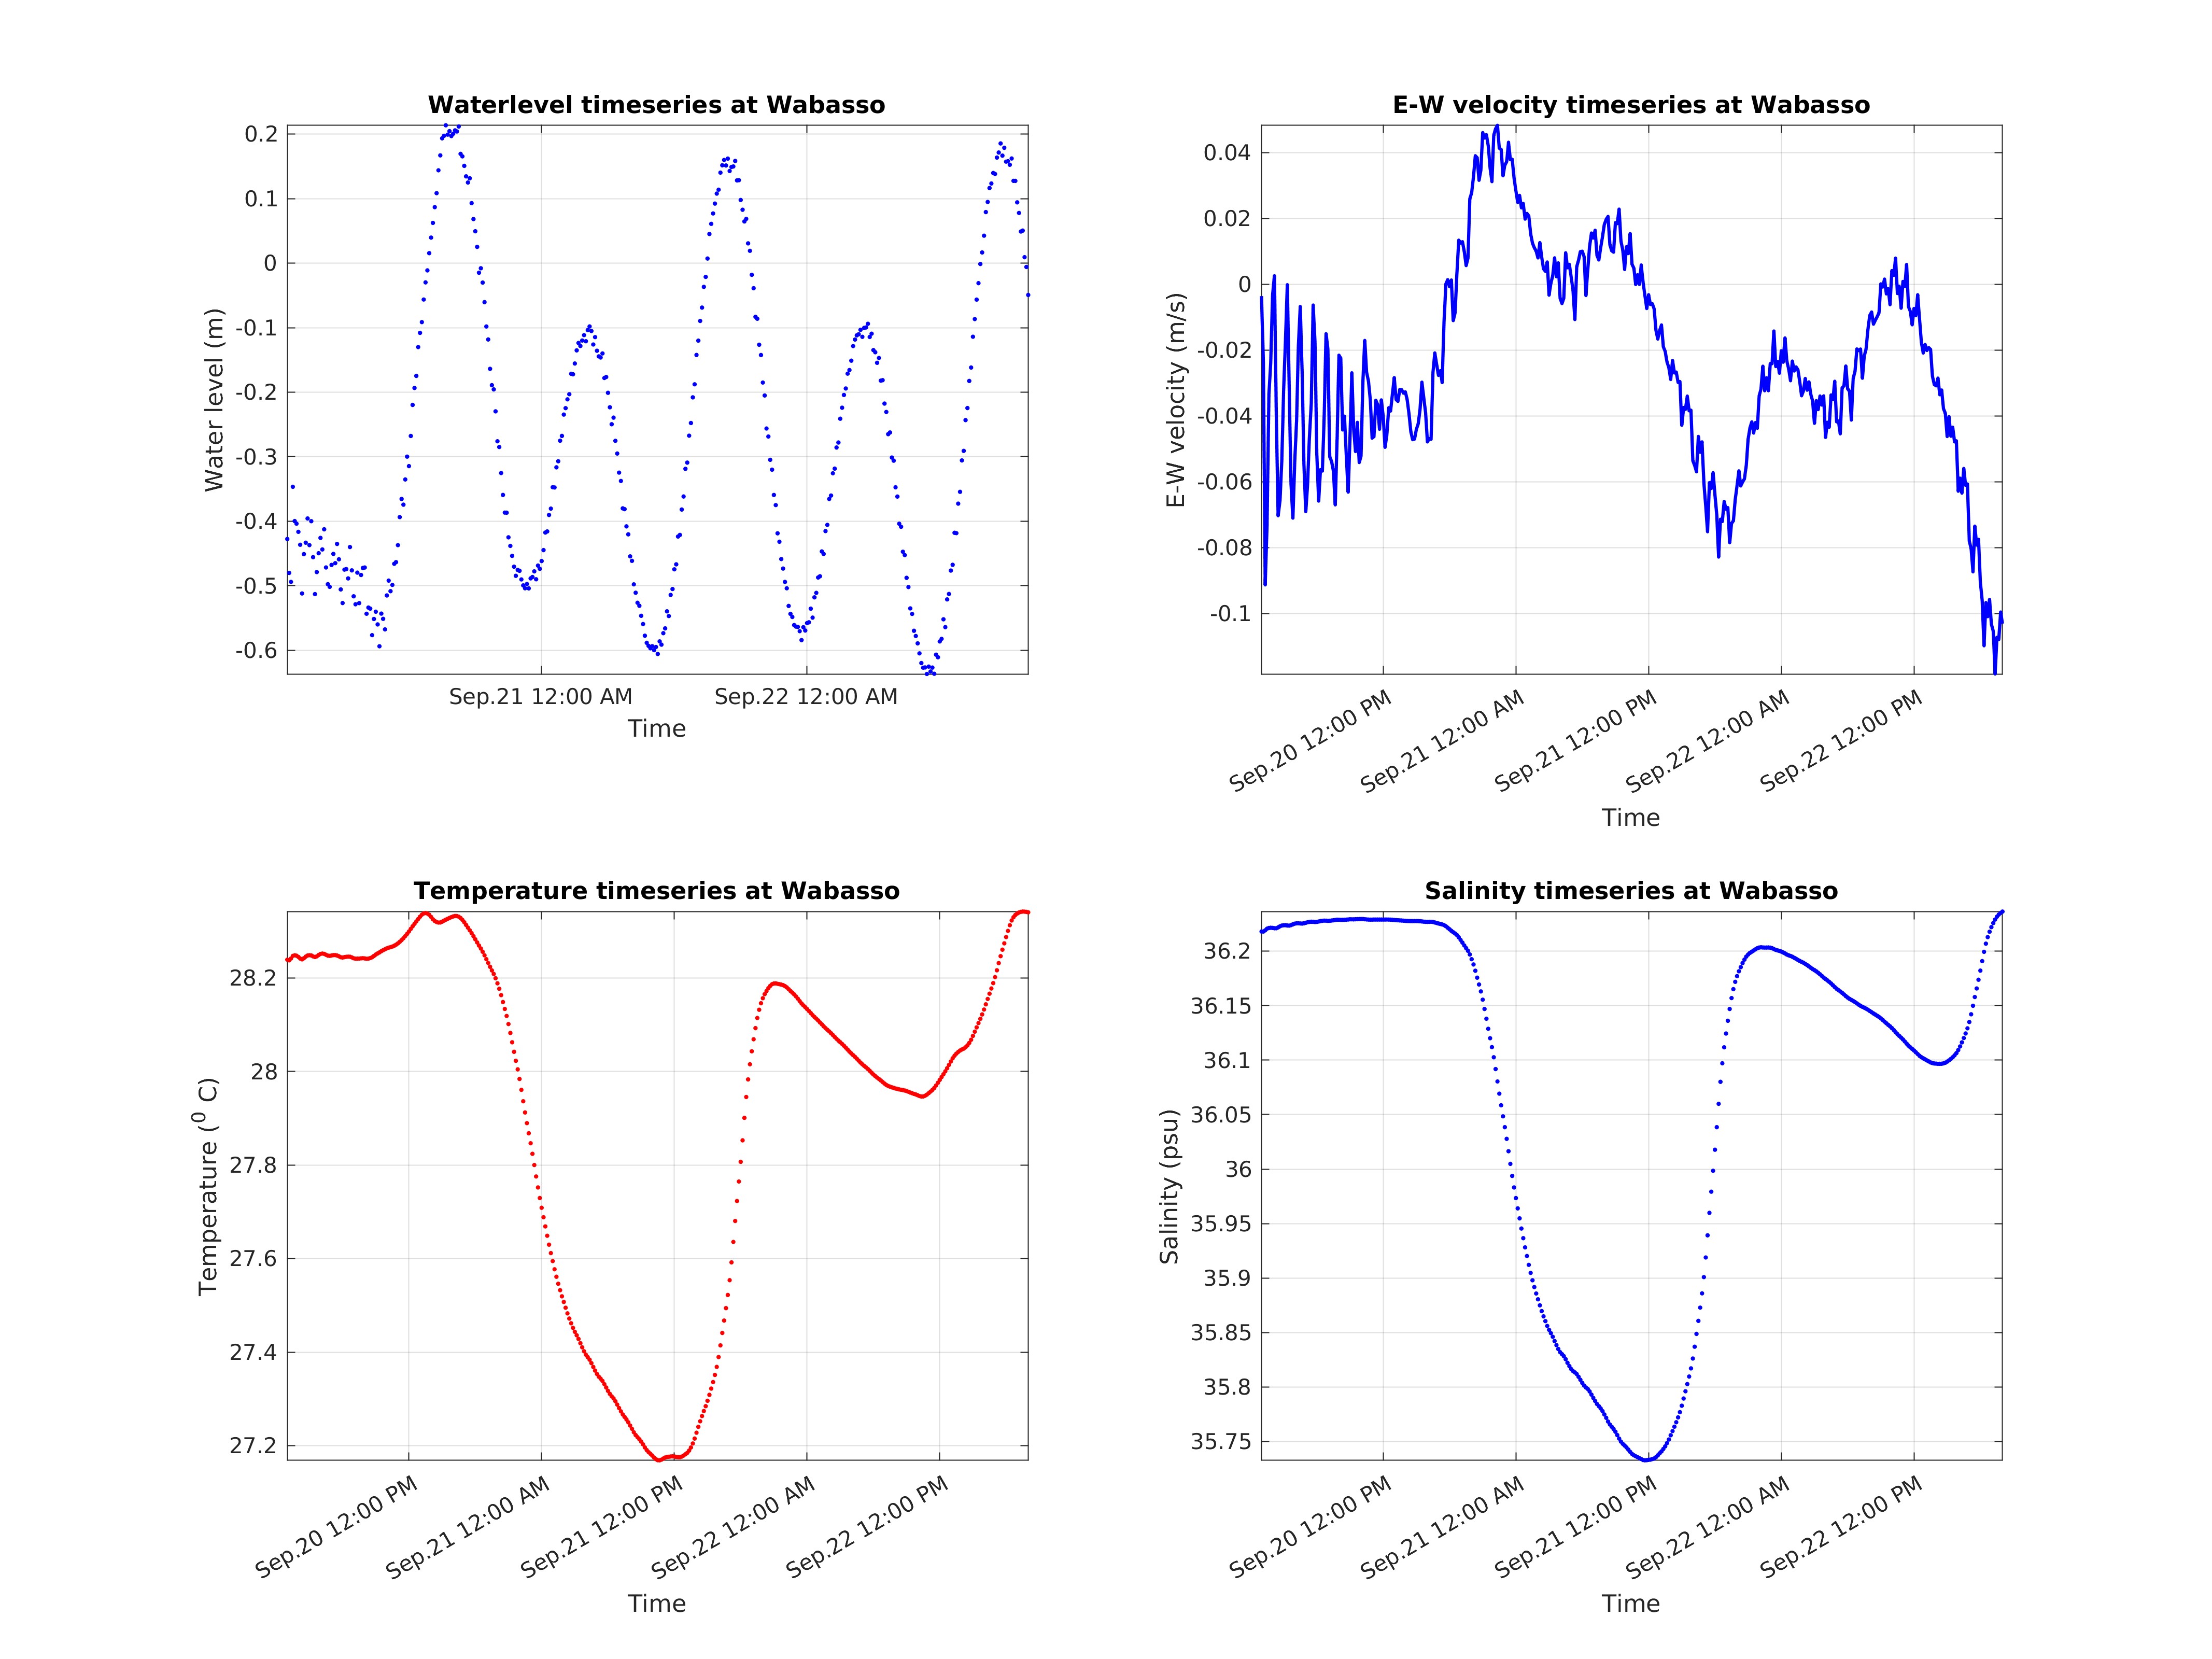 Waterlevel timeseries at Wabasso
0.2
0.1
0
-0.1
-0.2
-0.3
-0.4
-0.5
-0.6
Water level (m)
Sep.21 12:00 AM
Sep.22 12:00 AM
Time
E-W velocity timeseries at Wabasso
0.04
0.02
0
-0.02
-0.04
-0.06
-0.08
-0.1
E-W velocity (m/s)
Sep.20 12:00 PM
Sep.21 12:00 AM
Sep.21 12:00 PM
Sep.22 12:00 AM
Sep.22 12:00 PM
Time
Temperature timeseries at Wabasso
28.2
28
27.8
27.6
27.4
27.2
Temperature (⁰ C)
Sep.20 12:00 PM
Sep.21 12:00 AM
Sep.21 12:00 PM
Sep.22 12:00 AM
Sep.22 12:00 PM
Time
Salinity timeseries at Wabasso
36.2
36.15
36.1
36.05
36
35.95
35.9
35.85
35.8
35.75
Salinity (psu)
Sep.20 12:00 PM
Sep.21 12:00 AM
Sep.21 12:00 PM
Sep.22 12:00 AM
Sep.22 12:00 PM
Time